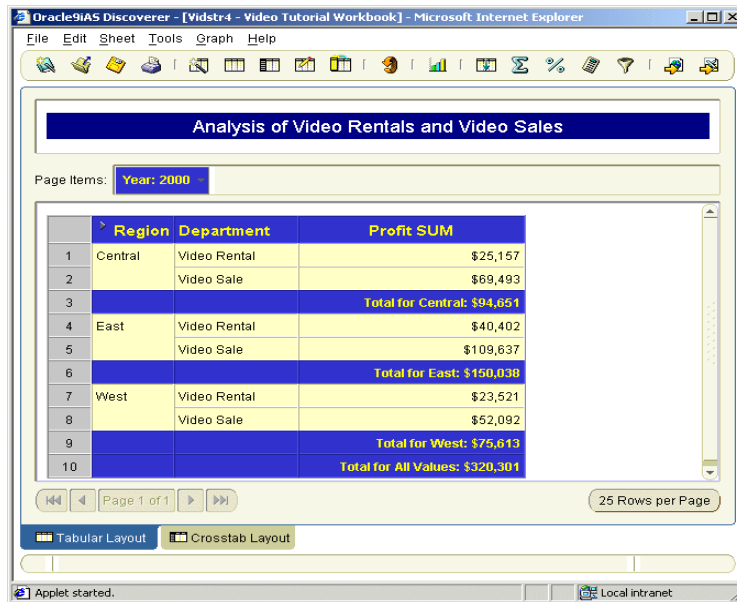 Oracle9iAS Discoverer - [Vidstr4 - Video Tutorial Workbook] - Microsoft Internet Explorer
File Edit Sheet Tools Graph Help
Analysis of Video Rentals and Video Sales
Page Items: Year: 2000
Region Department Profit SUM
1 Central Video Rental $25,157
2 Video Sale $69,493
3 Total for Central: $94,651
4 East Video Rental $40,402
5 Video Sale $109,637
6 Total for East: $150,038
7 West Video Rental $23,521
8 Video Sale $52,092
9 Total for West: $75,613
10 Total for All Values: $320,301
Page 1 of 1 25 Rows per Page
Tabular Layout Crosstab Layout
Applet started. Local intranet